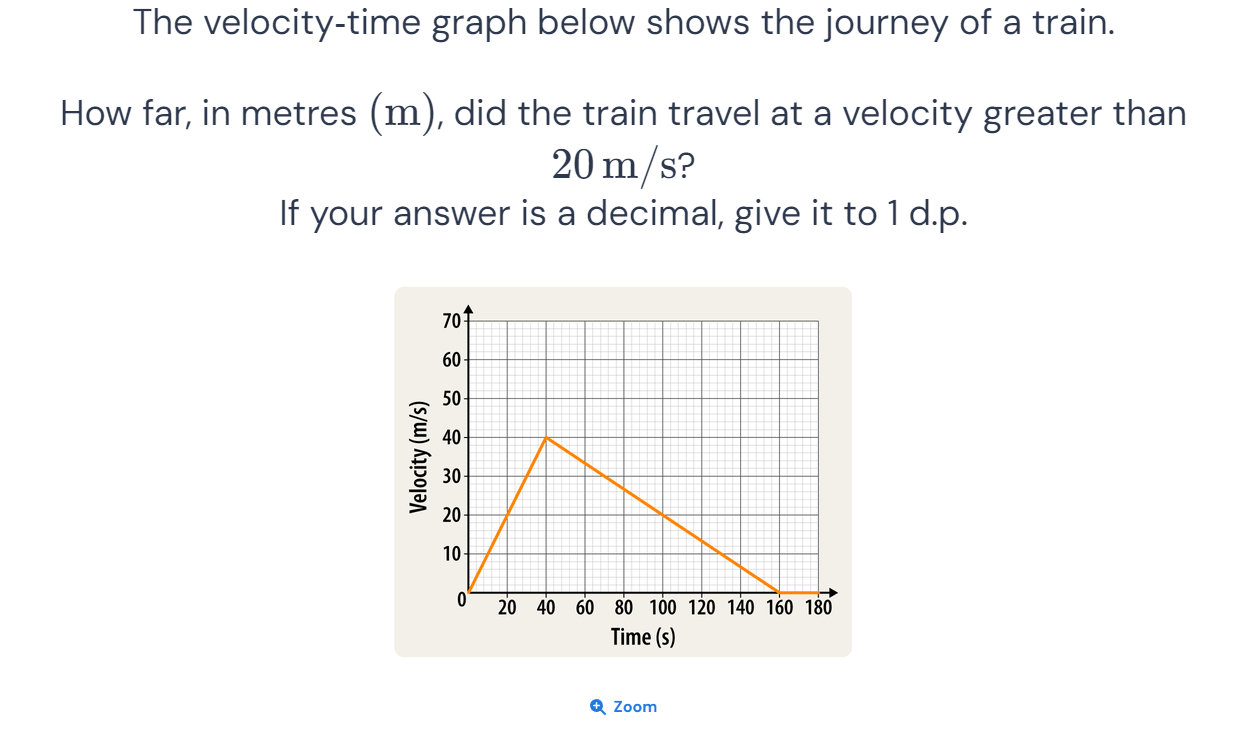 The velocity-time graph below shows the journey of a train.
How far, in metres (m), did the train travel at a velocity greater than
20 m/s?
If your answer is a decimal, give it to 1 d.p.
70
60
50
40
30
20
10
0
Velocity (m/s)
20 40 60 80 100 120 140 160 180
Time (s)
Zoom